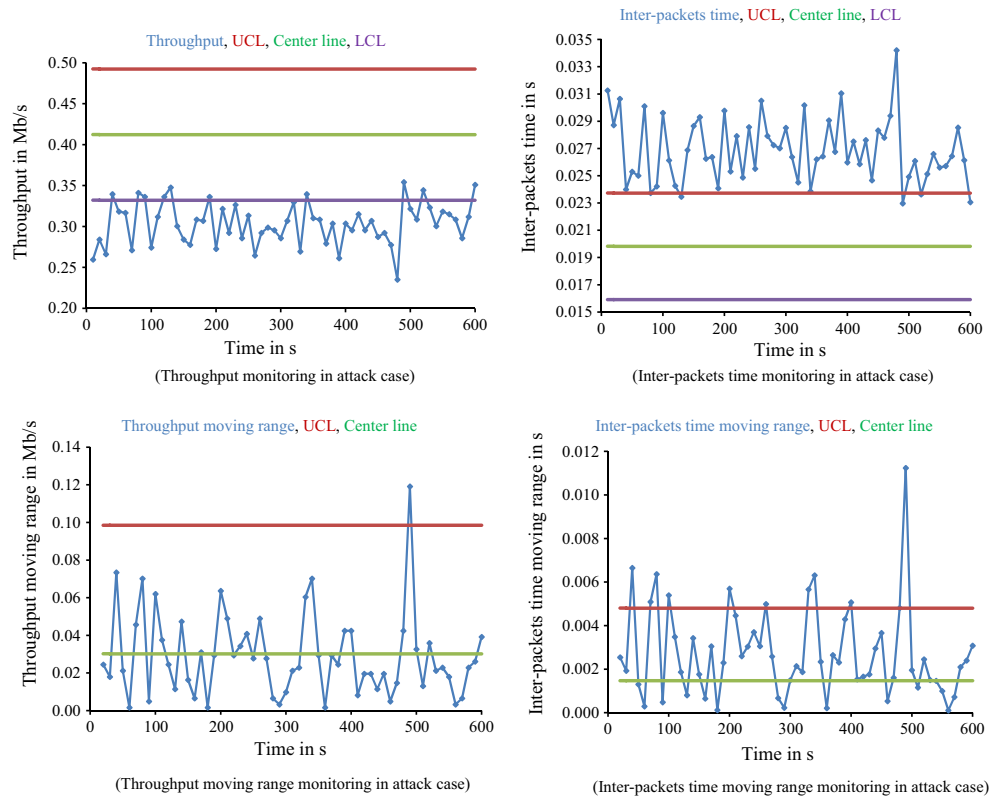 Throughput, UCL, Center line, LCL
Throughput in Mb/s
0.50
0.45
0.40
0.35
0.30
0.25
0.20
0 100 200 300 400 500 600
Time in s
(Throughput monitoring in attack case)
Inter-packets time, UCL, Center line, LCL
Inter-packets time in s
0.035
0.033
0.031
0.029
0.027
0.025
0.023
0.021
0.019
0.017
0.015
0 100 200 300 400 500 600
Time in s
(Inter-packets time monitoring in attack case)
Throughput moving range, UCL, Center line
Throughput moving range in Mb/s
0.14
0.12
0.10
0.08
0.06
0.04
0.02
0.00
0 100 200 300 400 500 600
Time in s
(Throughput moving range monitoring in attack case)
Inter-packets time moving range, UCL, Center line
Inter-packets time moving range in s
0.012
0.010
0.008
0.006
0.004
0.002
0.000
0 100 200 300 400 500 600
Time in s
(Inter-packets time moving range monitoring in attack case)